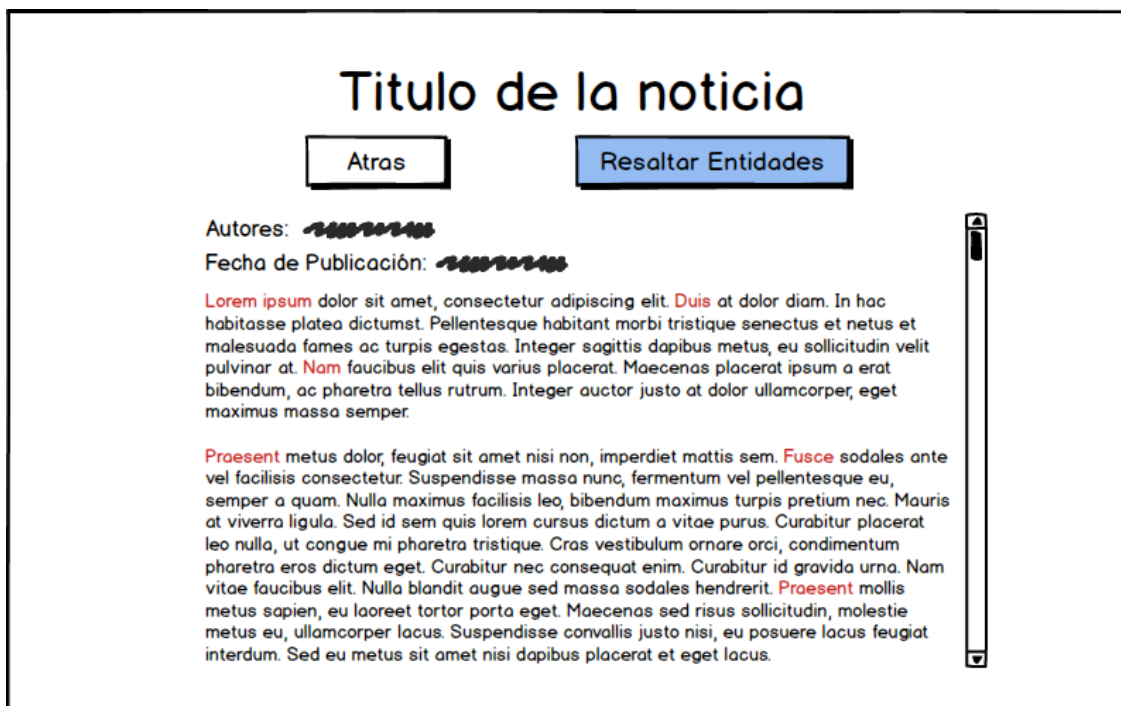 Titulo de la noticia
Atras
Resaltar Entidades
Autores:
Fecha de Publicación:
Lorem ipsum dolor sit amet, consectetur adipiscing elit. Duis at dolor diam. In hac
habitasse platea dictumst. Pellentesque habitant morbi tristique senectus et netus et
malesuada fames ac turpis egestas. Integer sagittis dapibus metus, eu sollicitudin velit
pulvinar at. Nam faucibus elit quis varius placerat. Maecenas placerat ipsum a erat
bibendum, ac pharetra tellus rutrum. Integer auctor justo at dolor ullamcorper, eget
maximus massa semper.
Praesent metus dolor, feugiat sit amet nisi non, imperdiet mattis sem. Fusce sodales ante
vel facilisis consectetur. Suspendisse massa nunc, fermentum vel pellentesque eu,
semper a quam. Nulla maximus facilisis leo, bibendum maximus turpis pretium nec. Mauris
at viverra ligula. Sed id sem quis lorem cursus dictum a vitae purus. Curabitur placerat
leo nulla, ut congue mi pharetra tristique. Cras vestibulum ornare orci, condimentum
pharetra eros dictum eget. Curabitur nec consequat enim. Curabitur id gravida urna. Nam
vitae faucibus elit. Nulla blandit augue sed massa sodales hendrerit. Praesent mollis
metus sapien, eu laoreet tortor porta eget. Maecenas sed risus sollicitudin, molestie
metus eu, ullamcorper lacus. Suspendisse convallis justo nisi, eu posuere lacus feugiat
interdum. Sed eu metus sit amet nisi dapibus placerat et eget lacus.